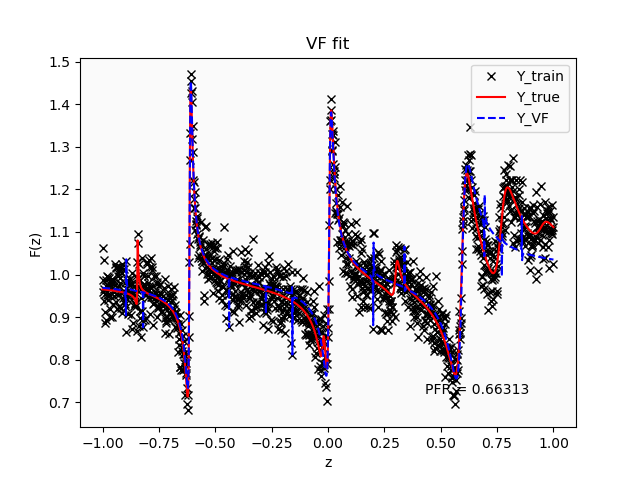 VF fit
1.5
1.4
1.3
1.2
1.1
1.0
0.9
0.8
0.7
F(z)
Y_train
Y_true
Y_VF
PFR = 0.66313
−1.00 −0.75 −0.50 −0.25 0.00 0.25 0.50 0.75 1.00
z